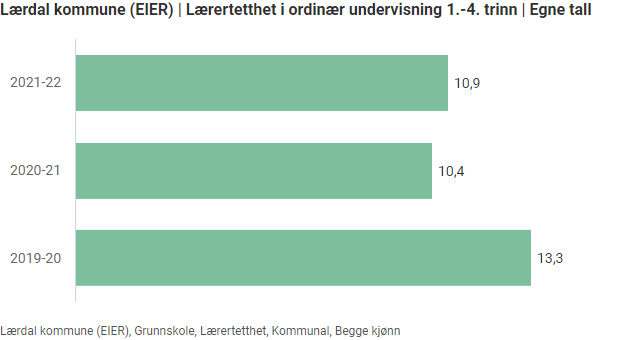 Lærdal kommune (EIER) | Lærertetthet i ordinær undervisning 1.-4. trinn | Egne tall
2021-22 10,9
2020-21 10,4
2019-20 13,3
Lærdal kommune (EIER), Grunnskole, Lærertetthet, Kommunal, Begge kjønn